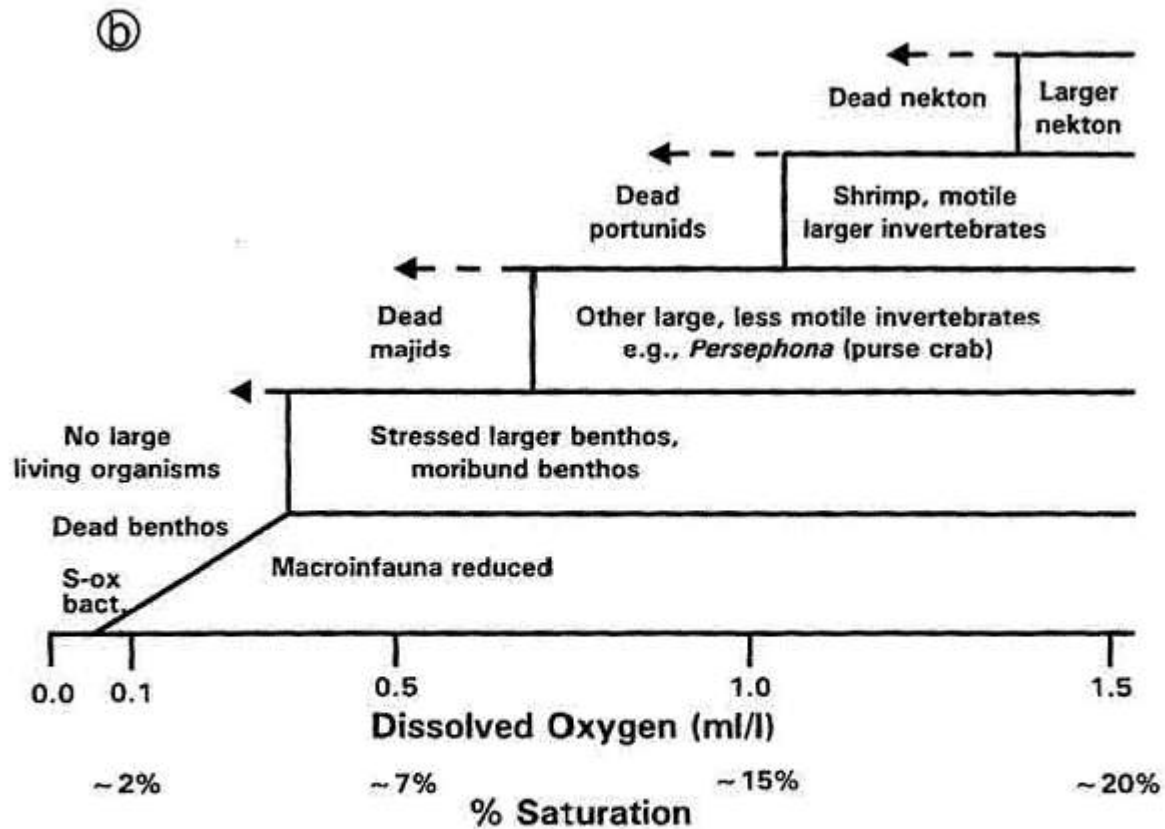 b
Dead nekton
Larger
nekton
Dead
portunids
Shrimp, motile
larger invertebrates
Dead
majids
Other large, less motile invertebrates
e.g., Persephona (purse crab)
No large
living organisms
Stressed larger benthos,
moribund benthos
Dead benthos
S-ox
bact.
Macroinfauna reduced
0.0 0.1 0.5 1.0 1.5
Dissolved Oxygen (ml/l)
~2% ~7% ~15% ~20%
% Saturation